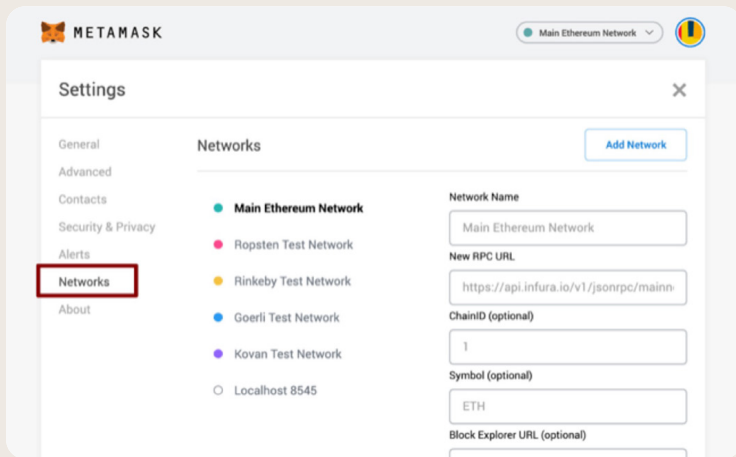 METAMASK
Main Ethereum Network
Settings
General
Advanced
Contacts
Security & Privacy
Alerts
Networks
About
Networks
Add Network
Main Ethereum Network
Ropsten Test Network
Rinkeby Test Network
Goerli Test Network
Kovan Test Network
Localhost 8545
Network Name
Main Ethereum Network
New RPC URL
https://api.infura.io/v1/jsonrpc/mainn
ChainID (optional)
1
Symbol (optional)
ETH
Block Explorer URL (optional)